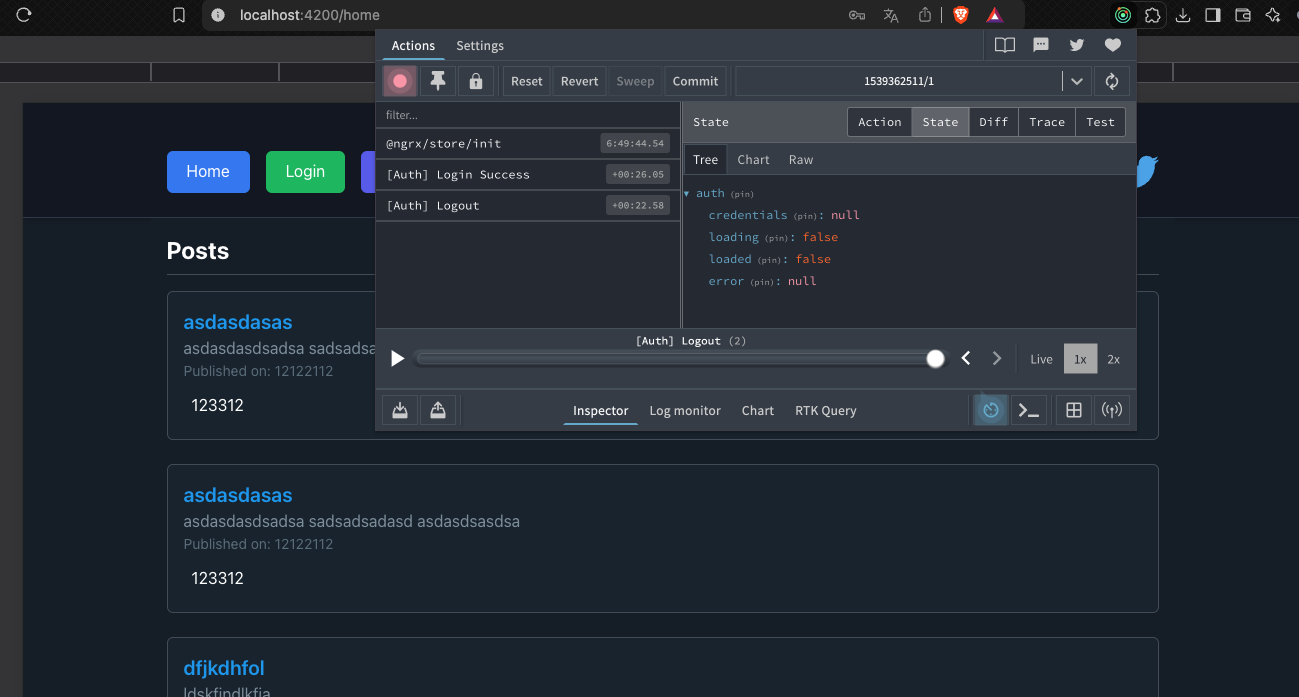 localhost:4200/home
Actions Settings
Reset Revert Sweep Commit 1539362511/1
filter...
State Action State Diff Trace Test
@ngrx/store/init 6:49:44.54
[Auth] Login Success +00:26.05
[Auth] Logout +00:22.58
Tree Chart Raw
auth (pin)
credentials (pin): null
loading (pin): false
loaded (pin): false
error (pin): null
[Auth] Logout (2)
Live 1x 2x
Inspector Log monitor Chart RTK Query
Home Login
Posts
asdasdasas
asdasdasdsadsa sadsadsa
Published on: 12122112
123312
asdasdasas
asdasdasdsadsa sadsadsadasd asdasdsasdsa
Published on: 12122112
123312
dfjkdhfol